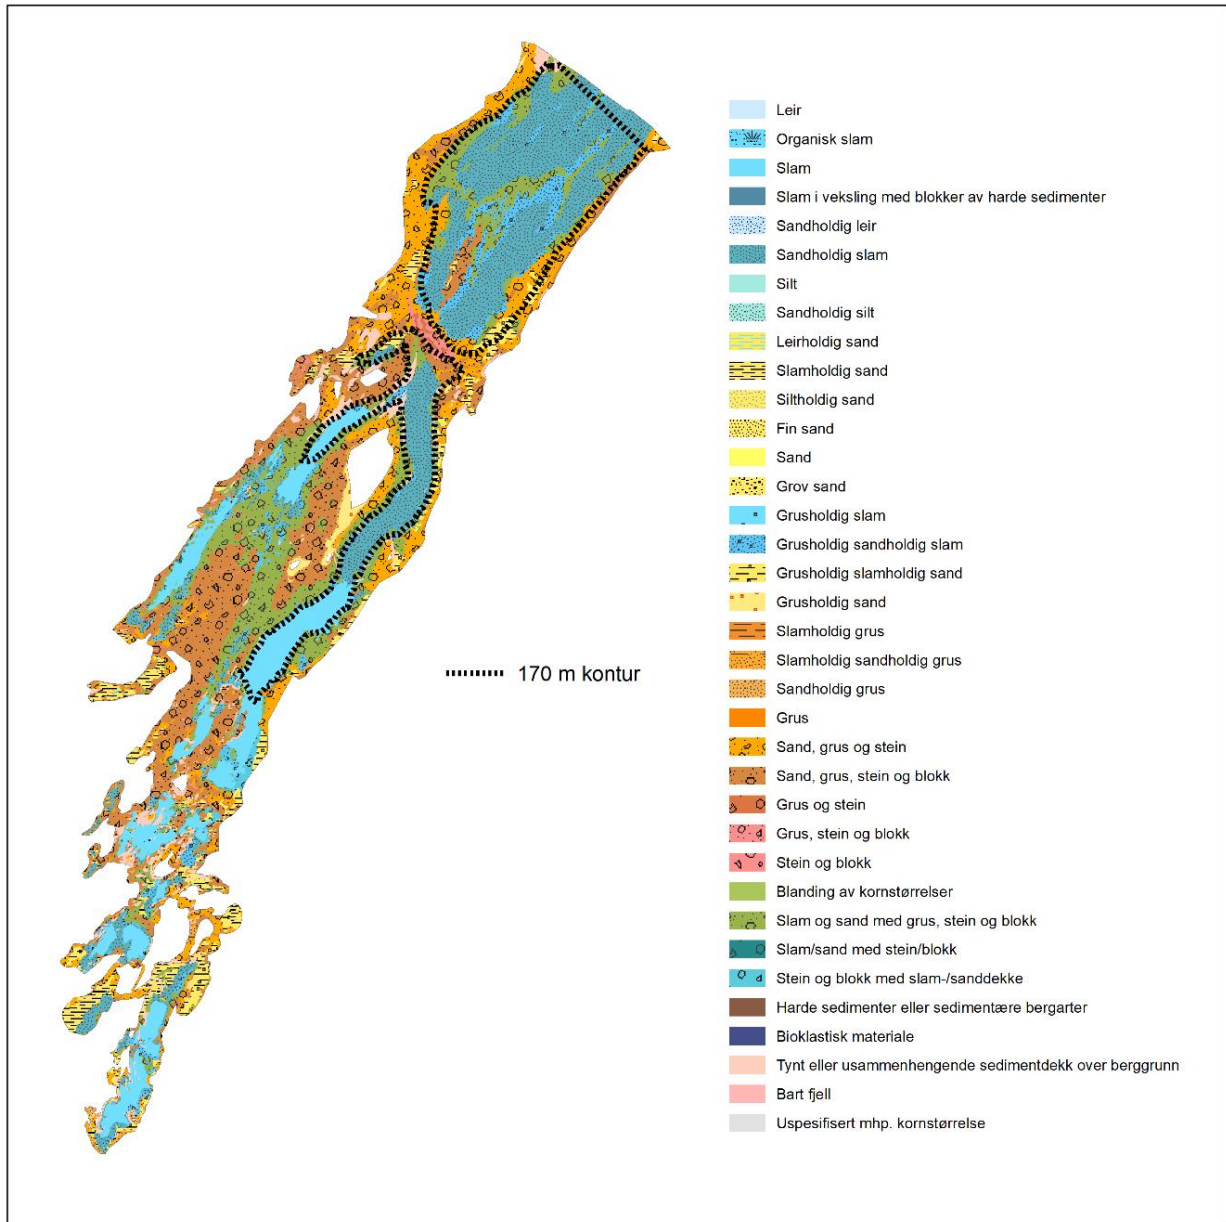 Leir
Organisk slam
Slam
Slam i veksling med blokker av harde sedimenter
Sandholdig leir
Sandholdig slam
Silt
Sandholdig silt
Leirholdig sand
Slamholdig sand
Siltholdig sand
Fin sand
Sand
Grov sand
Grusholdig slam
Grusholdig sandholdig slam
Grusholdig slamholdig sand
Grusholdig sand
Slamholdig grus
Slamholdig sandholdig grus
Sandholdig grus
Grus
Sand, grus og stein
Sand, grus, stein og blokk
Grus og stein
Grus, stein og blokk
Stein og blokk
Blanding av kornstørrelser
Slam og sand med grus, stein og blokk
Slam/sand med stein/blokk
Stein og blokk med slam-/sanddekke
Harde sedimenter eller sedimentære bergarter
Bioklastisk materiale
Tynt eller usammenhengende sedimentdekk over berggrunn
Bart fjell
Uspesifisert mhp. kornstørrelse
170 m kontur